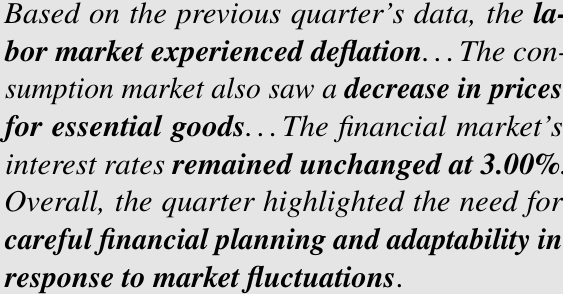 Based on the previous quarter's data, the la-
bor market experienced deflation... The con-
sumption market also saw a decrease in prices
for essential goods... The financial market's
interest rates remained unchanged at 3.00%.
Overall, the quarter highlighted the need for
careful financial planning and adaptability in
response to market fluctuations.